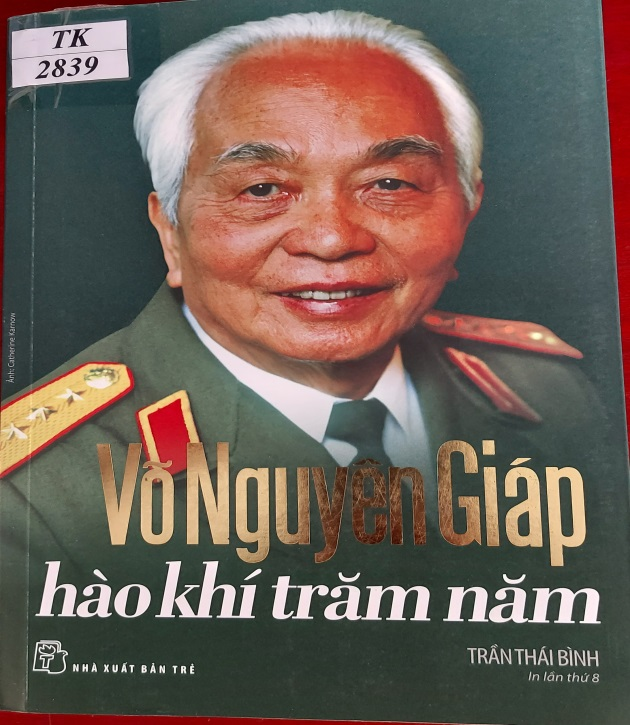 TK
2839
Ảnh: Catherine Karnow
Võ Nguyên Giáp
hào khí trăm năm
TRẦN THÁI BÌNH
In lần thứ 8
T
NHÀ XUẤT BẢN TRẺ